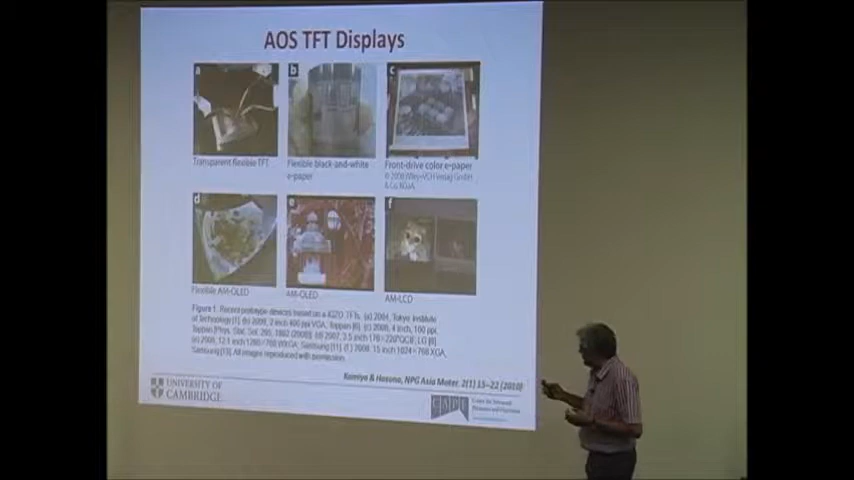 AOS TFT Displays
a
b
c
Transparent flexible TFT
Flexible black-and-white
e-paper
Front-drive color e-paper
© 2008 Wiley-VCH Verlag GmbH
& Co. KGaA
d
e
f
Flexible AM-OLED
AM-OLED
AM-LCD
Figure 1. Recent prototype devices based on a-IGZO TFTs. (a) 2004, Tokyo Institute
of Technology [1]. (b) 2009, 2 inch 400 ppi VGA, Toppan [6]. (c) 2008, 4 inch, 100 ppi,
Toppan [Phys. Stat. Sol. 205, 1882 (2008)]. (d) 2007, 3.5 inch 176×220 QCIF, LG [8].
(e) 2008, 12.1 inch 1280×768 WXGA, Samsung [11]. (f) 2008 15 inch 1024×768 XGA,
Samsung [13]. All images reproduced with permission.
Kamiya & Hosono, NPG Asia Mater. 2(1) 15–22 (2010)
UNIVERSITY OF
CAMBRIDGE